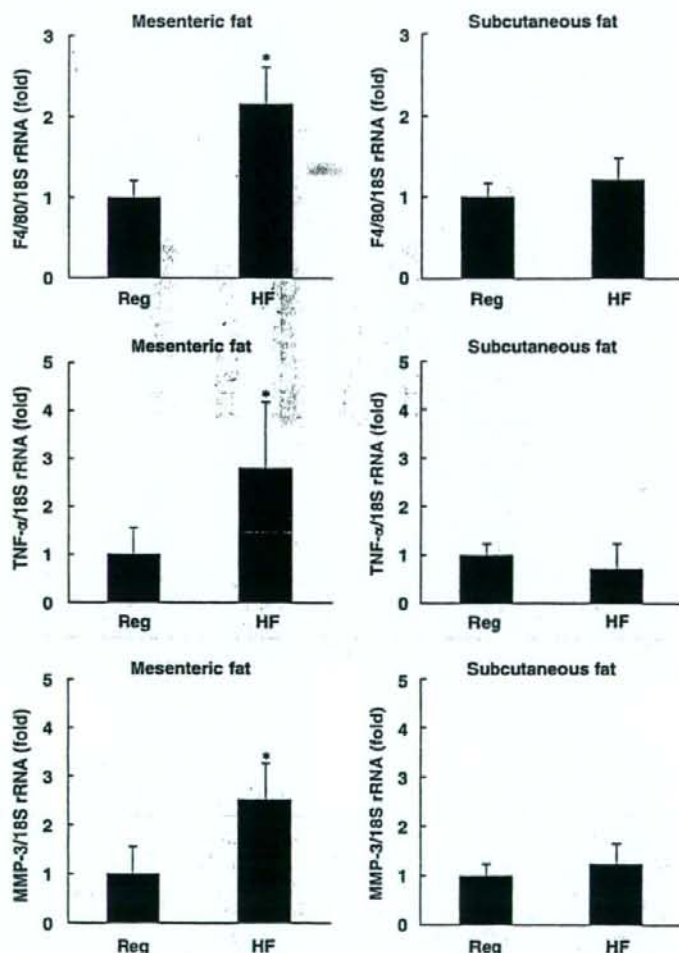 Mesenteric fat
F4/80/18S rRNA (fold)
3
2
1
0
*
Reg HF
Subcutaneous fat
F4/80/18S rRNA (fold)
3
2
1
0
Reg HF
Mesenteric fat
TNF-α/18S rRNA (fold)
5
4
3
2
1
0
*
Reg HF
Subcutaneous fat
TNF-α/18S rRNA (fold)
5
4
3
2
1
0
Reg HF
Mesenteric fat
MMP-3/18S rRNA (fold)
5
4
3
2
1
0
*
Reg HF
Subcutaneous fat
MMP-3/18S rRNA (fold)
5
4
3
2
1
0
Reg HF